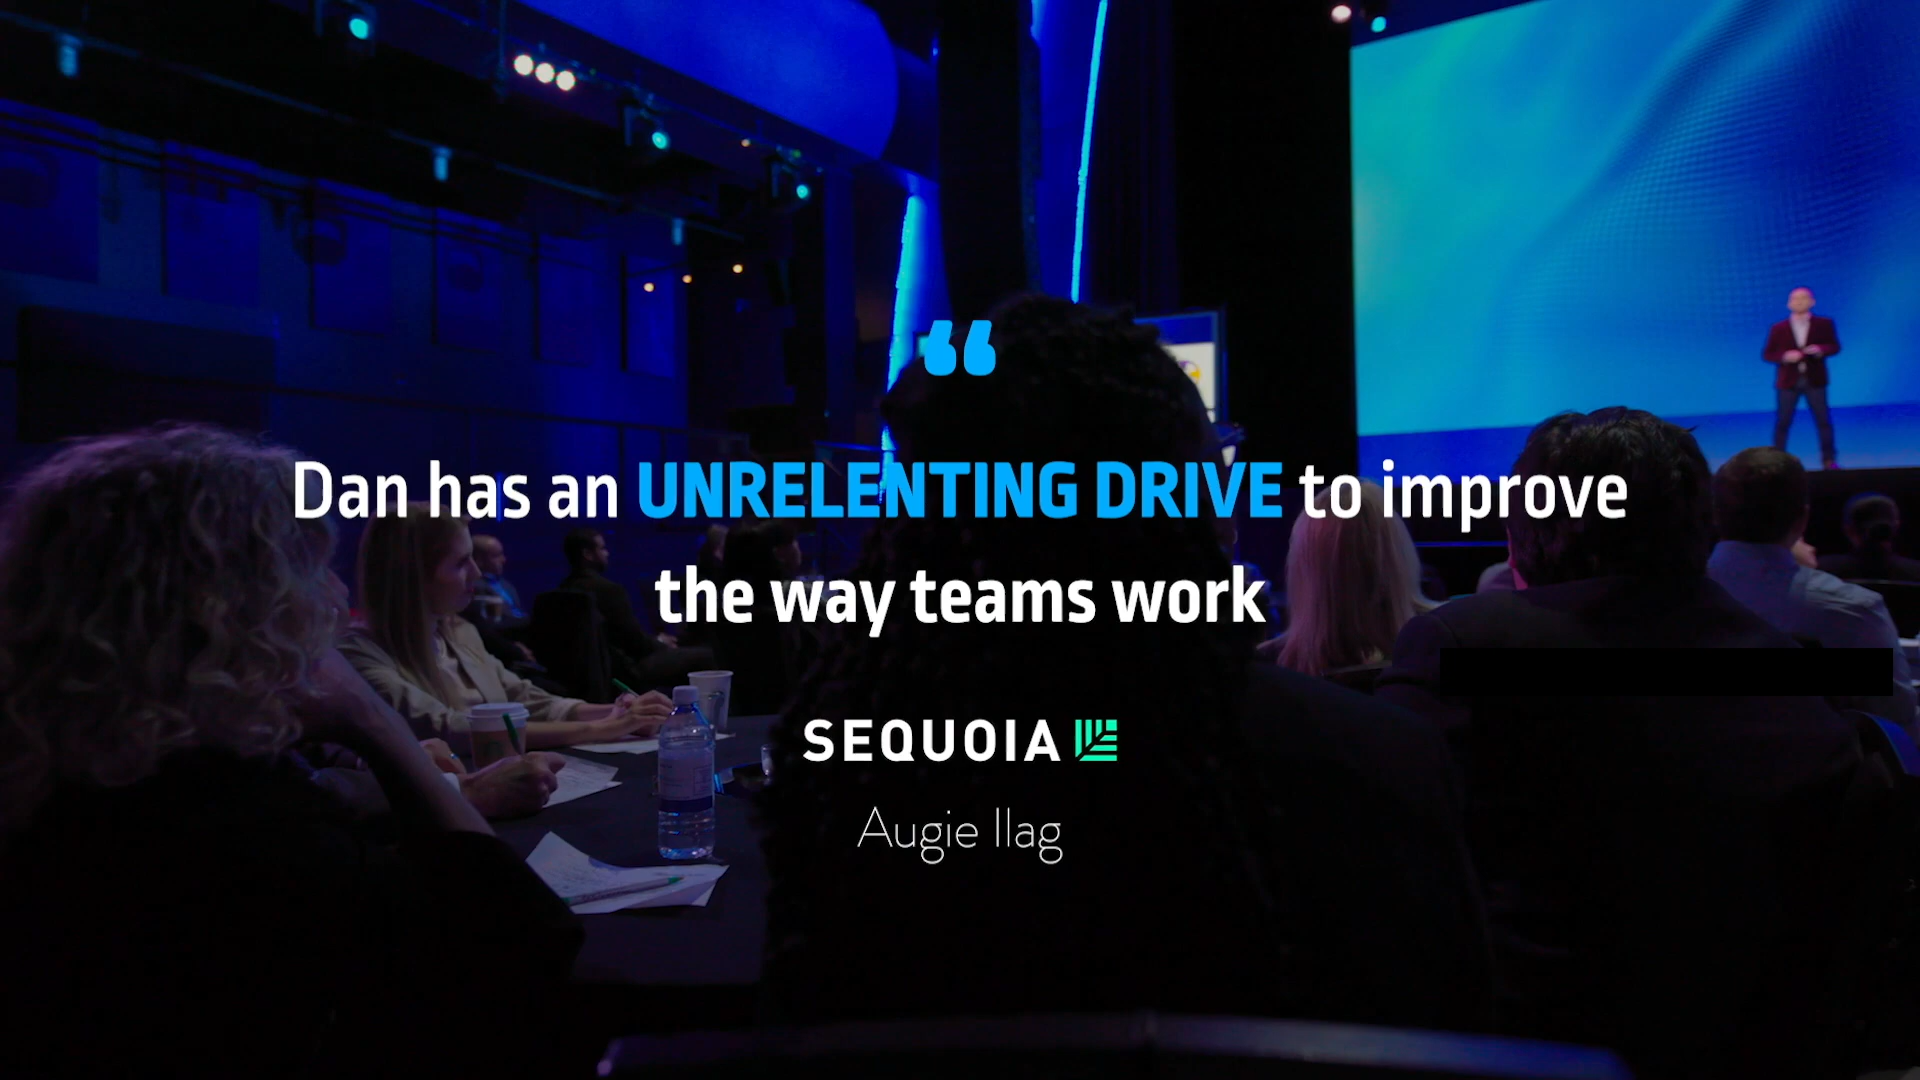 “
Dan has an UNRELENTING DRIVE to improve
the way teams work
SEQUOIA
Augie Ilag